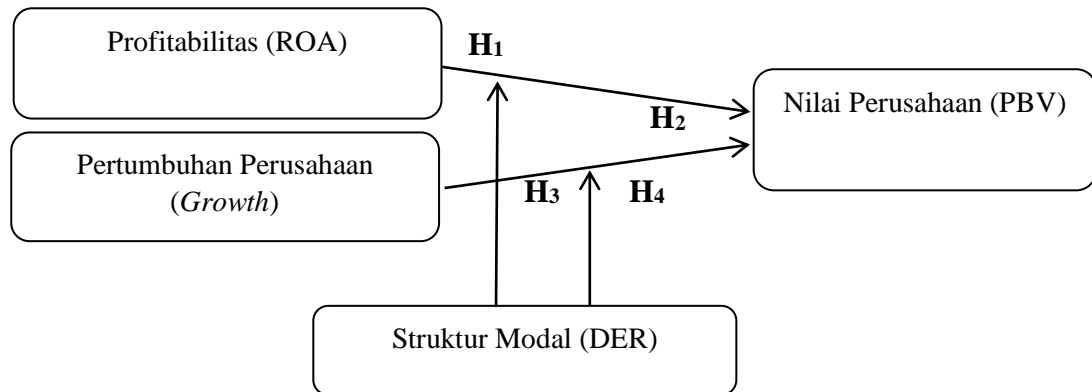 Profitabilitas (ROA)
H1
Nilai Perusahaan (PBV)
H2
Pertumbuhan Perusahaan
(Growth)
H3
H4
Struktur Modal (DER)